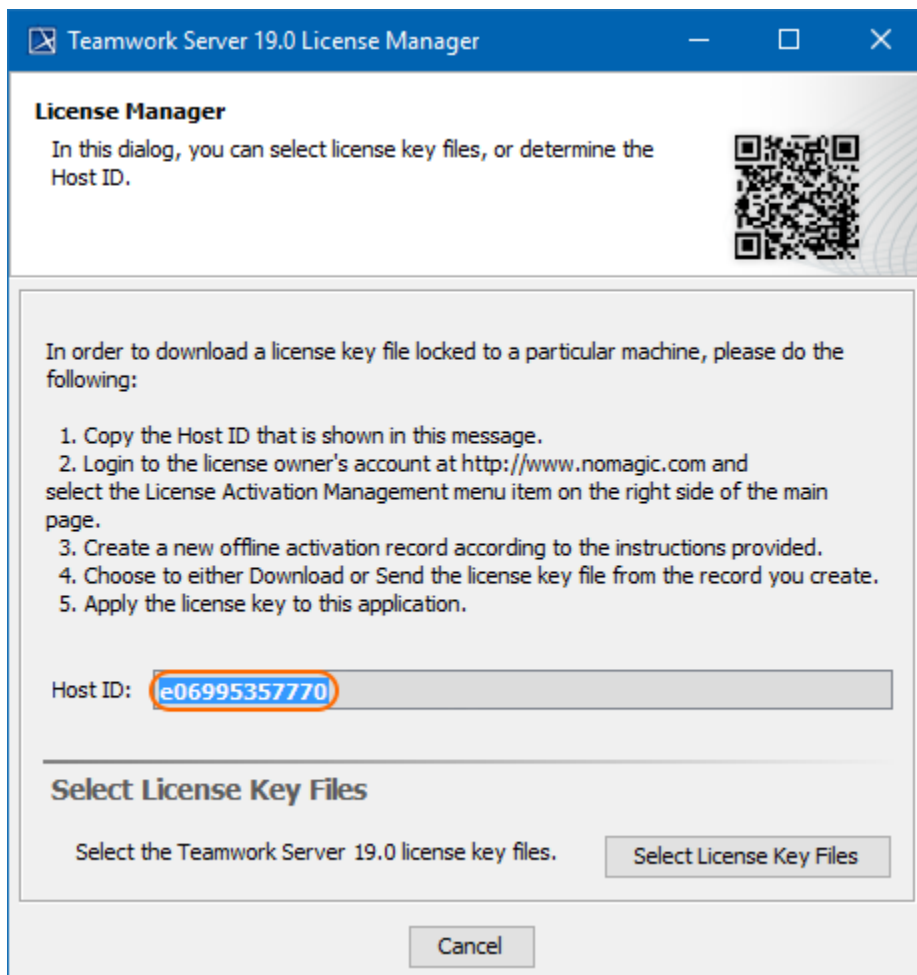 Teamwork Server 19.0 License Manager
License Manager
In this dialog, you can select license key files, or determine the
Host ID.
In order to download a license key file locked to a particular machine, please do the
following:
1. Copy the Host ID that is shown in this message.
2. Login to the license owner's account at http://www.nomagic.com and
select the License Activation Management menu item on the right side of the main
page.
3. Create a new offline activation record according to the instructions provided.
4. Choose to either Download or Send the license key file from the record you create.
5. Apply the license key to this application.
Host ID: e06995357770
Select License Key Files
Select the Teamwork Server 19.0 license key files. Select License Key Files
Cancel